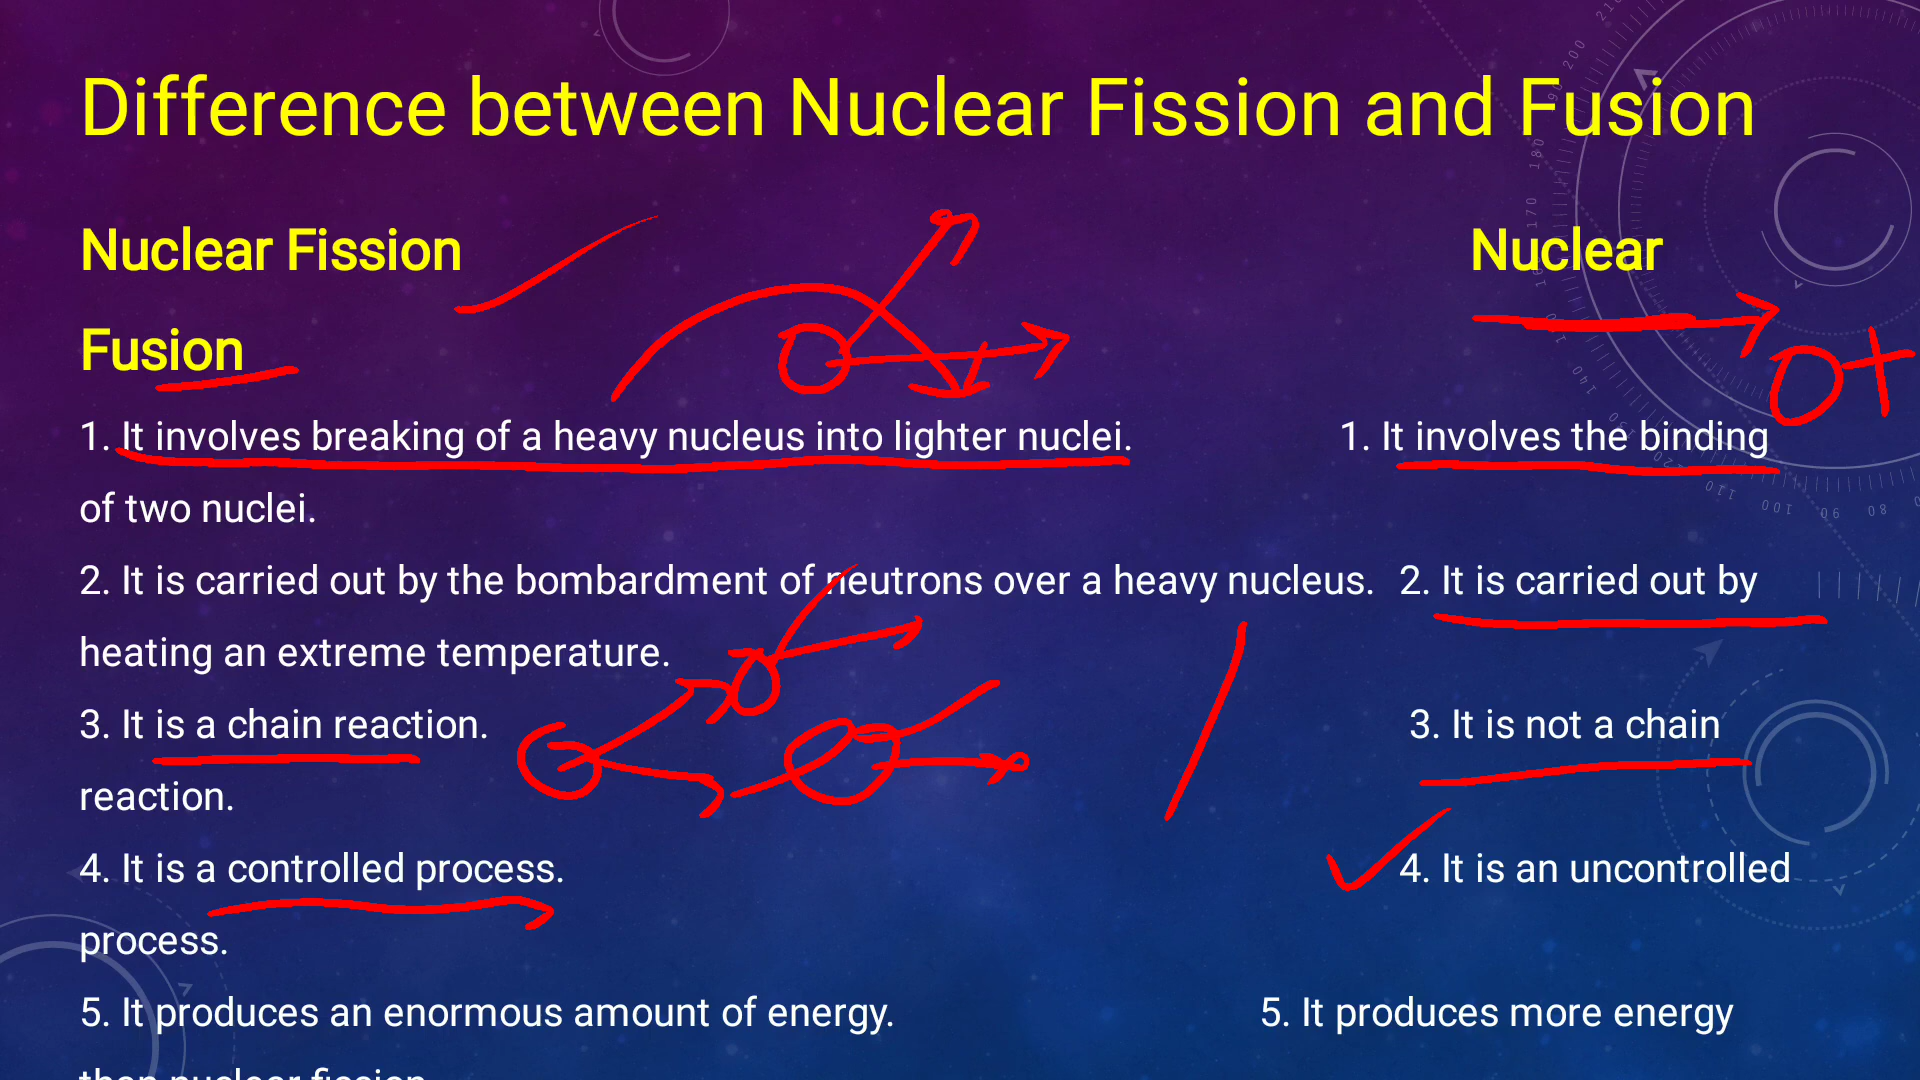 Difference between Nuclear Fission and Fusion
Nuclear Fission Nuclear
Fusion
1. It involves breaking of a heavy nucleus into lighter nuclei. 1. It involves the binding
of two nuclei.
2. It is carried out by the bombardment of neutrons over a heavy nucleus. 2. It is carried out by
heating an extreme temperature.
3. It is a chain reaction. 3. It is not a chain
reaction.
4. It is a controlled process. 4. It is an uncontrolled
process.
5. It produces an enormous amount of energy. 5. It produces more energy
than nuclear fission